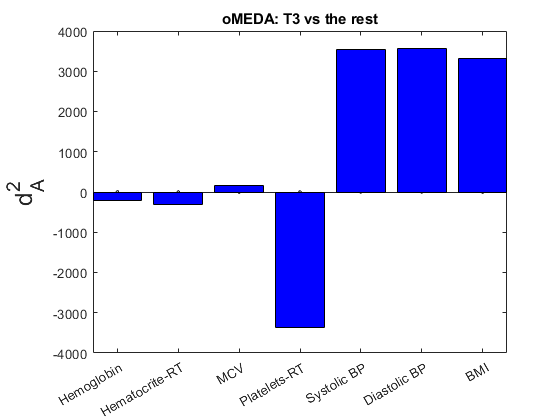 oMEDA: T3 vs the rest
4000
3000
2000
1000
0
-1000
-2000
-3000
-4000
d²A
Hemoglobin
Hematocrite-RT
MCV
Platelets-RT
Systolic BP
Diastolic BP
BMI